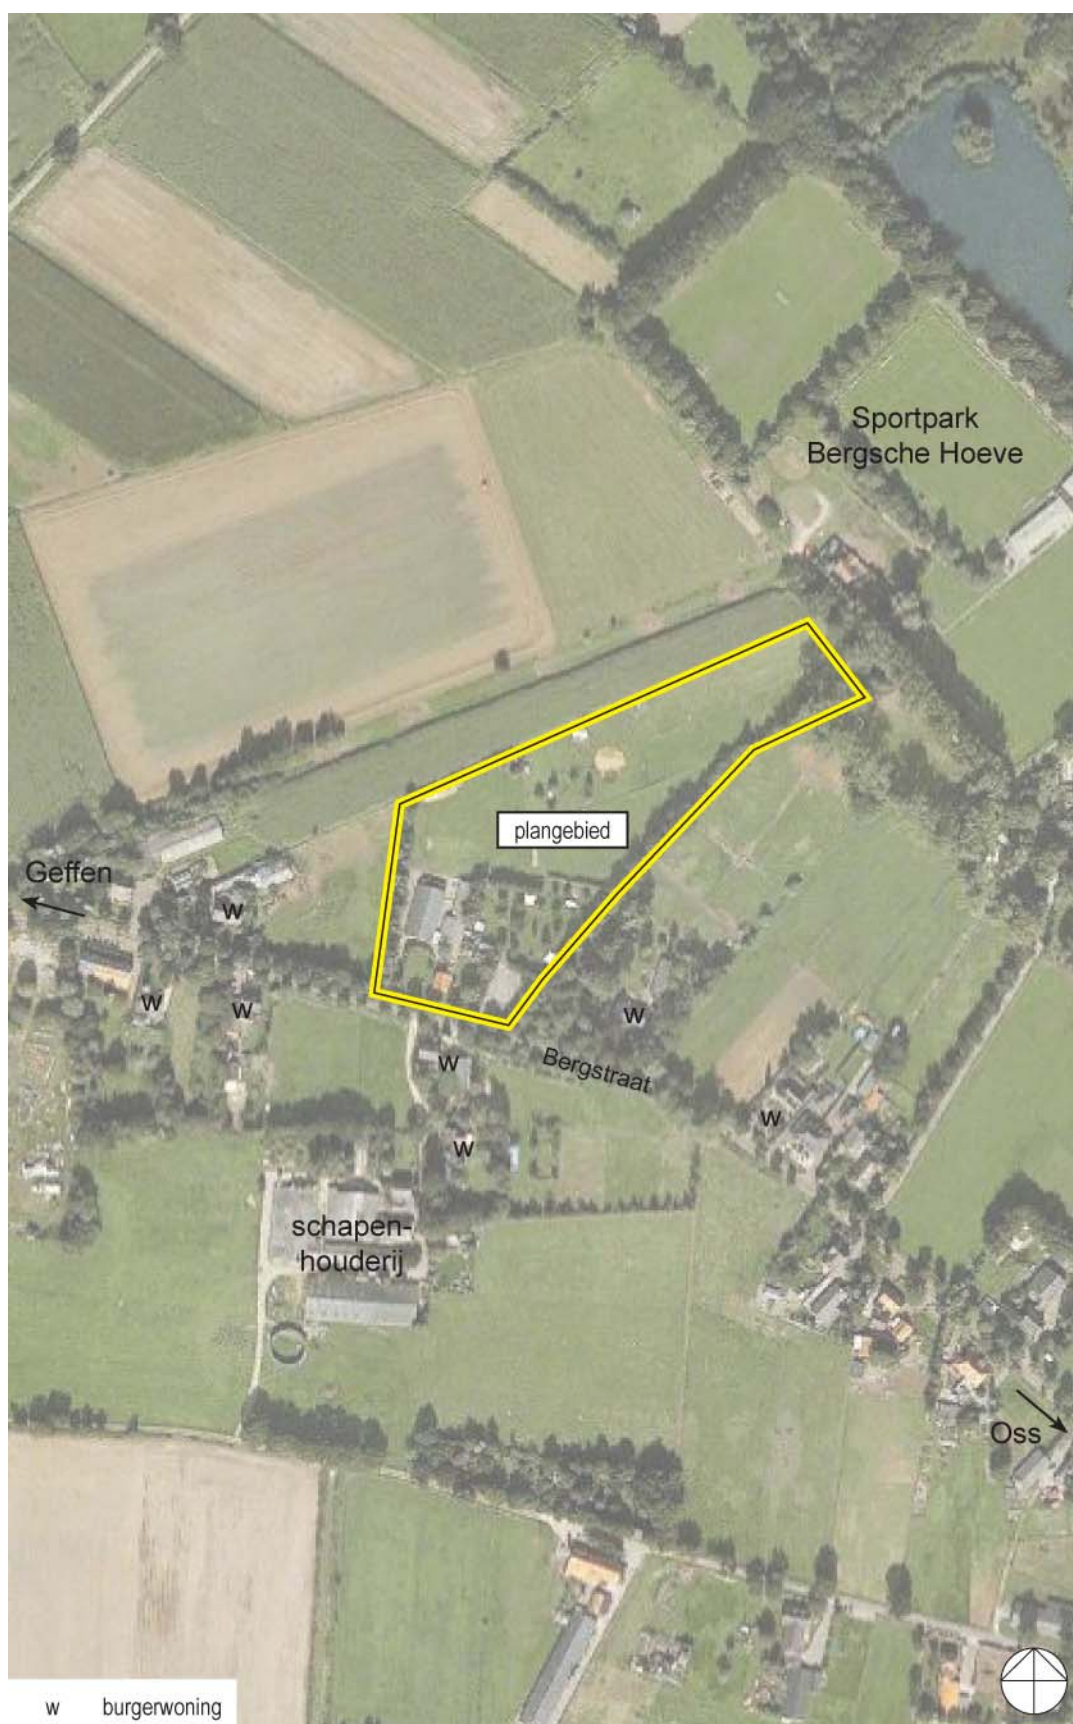 Sportpark
Bergsche Hoeve
plangebied
Geffen
w
w
w
w
Bergstraat
w
w
w
schapen-
houderij
Oss
w burgerwoning